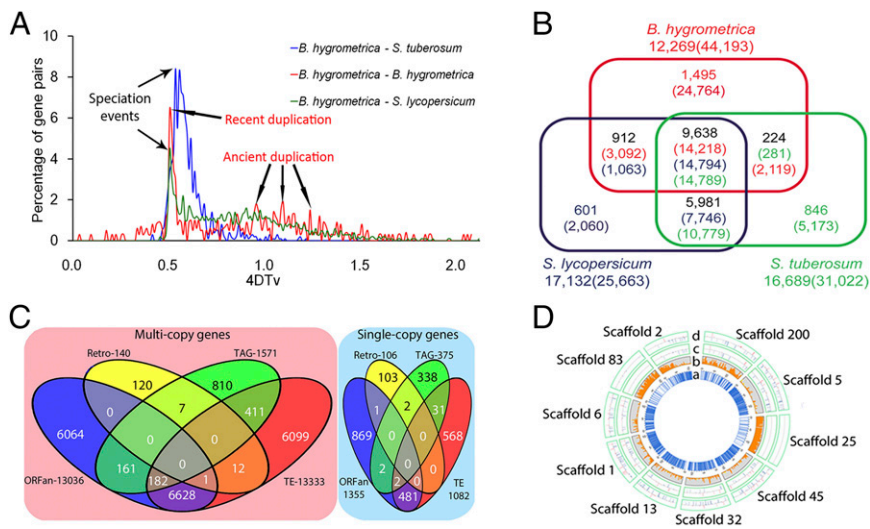 A
Percentage of gene pairs
10
8
6
4
2
0
0.0
0.5
1.0
1.5
2.0
4DTv
B. hygrometrica - S. tuberosum
B. hygrometrica - B. hygrometrica
B. hygrometrica - S. lycopersicum
Speciation
events
Recent duplication
Ancient duplication
B
B. hygrometrica
12,269(44,193)
1,495
(24,764)
912
(3,092)
(1,063)
9,638
(14,218)
(14,794)
(14,789)
224
(281)
(2,119)
5,981
(7,746)
(10,779)
601
(2,060)
846
(5,173)
S. lycopersicum
17,132(25,663)
S. tuberosum
16,689(31,022)
C
Multi-copy genes
Retro-140
TAG-1571
120
810
0
7
411
6064
0
0
6099
0
161
12
182
1
6628
ORFan-13036
TE-13333
Single-copy genes
Retro-106
TAG-375
103
338
1
2
31
869
0
0
568
0
2
0
2
0
481
ORFan
1355
TE
1082
D
Scaffold 2
d
c
b
a
Scaffold 200
Scaffold 83
Scaffold 5
Scaffold 6
Scaffold 25
Scaffold 1
Scaffold 45
Scaffold 13
Scaffold 32